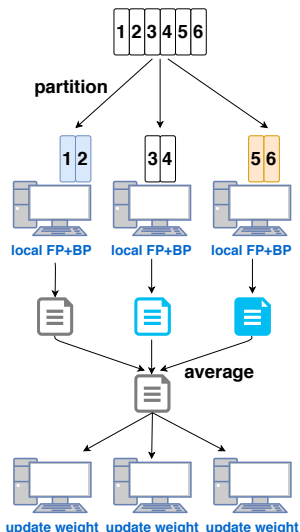 1 2 3 4 5 6
partition
1 2
3 4
5 6
local FP+BP
local FP+BP
local FP+BP
average
update weight
update weight
update weight